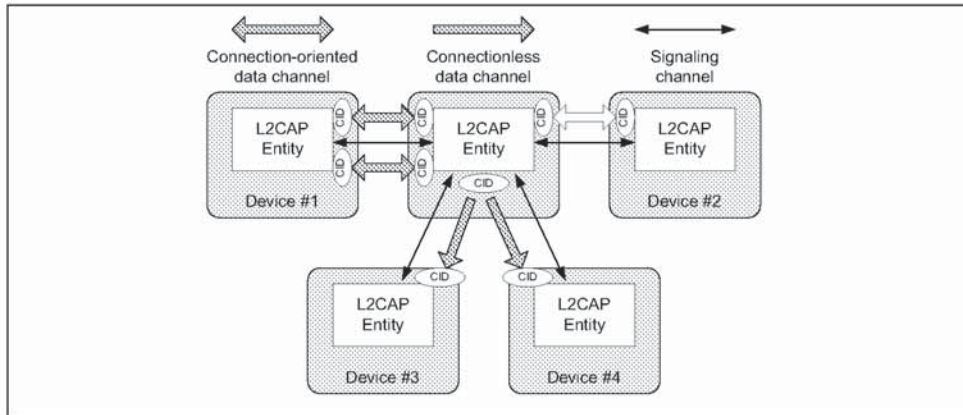 Connection-oriented
data channel
Connectionless
data channel
Signaling
channel
CID
L2CAP
Entity
CID
Device #1
CID
CID
L2CAP
Entity
CID
CID
CID
L2CAP
Entity
Device #2
CID
L2CAP
Entity
Device #3
CID
L2CAP
Entity
Device #4